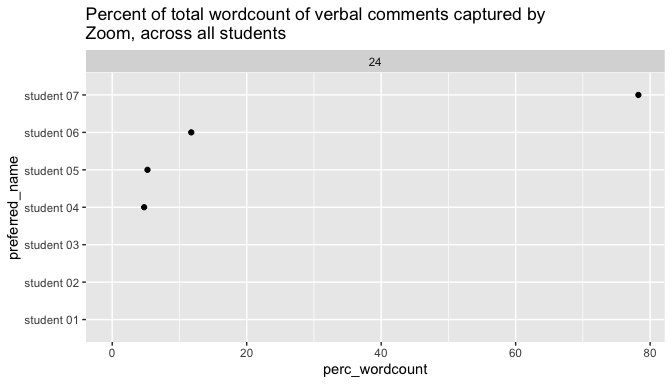 Percent of total wordcount of verbal comments captured by
Zoom, across all students
24
preferred_name
student 07
student 06
student 05
student 04
student 03
student 02
student 01
0 20 40 60 80
perc_wordcount